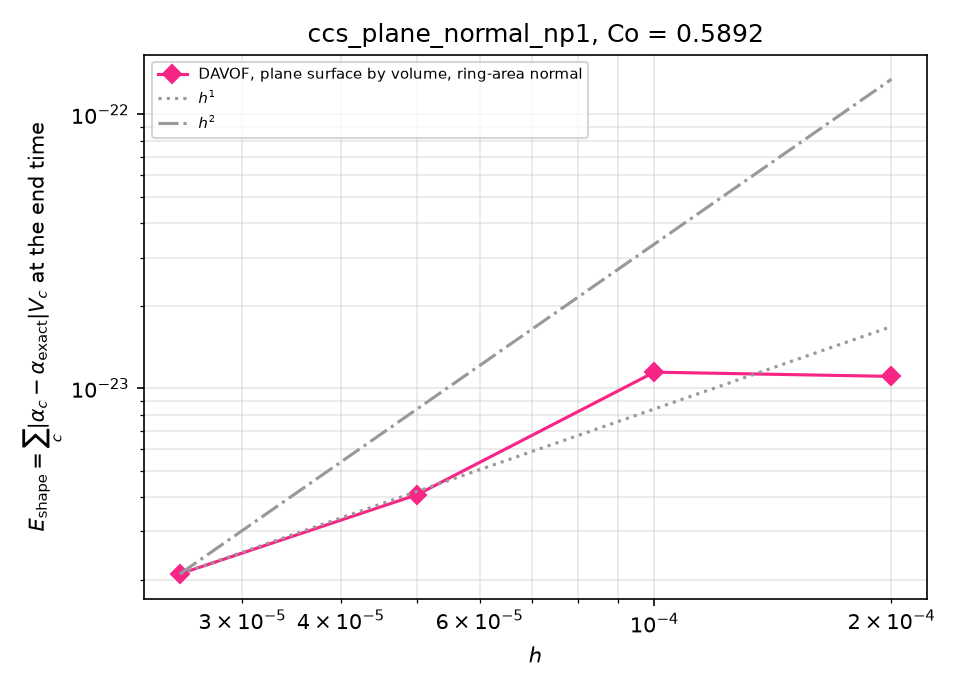 ccs_plane_normal_np1, Co = 0.5892
DAVOF, plane surface by volume, ring-area normal
h¹
h²
10⁻²²
10⁻²³
E_shape = ∑_c |α_c − α_exact|V_c at the end time
3 × 10⁻⁵ 4 × 10⁻⁵ 6 × 10⁻⁵ 10⁻⁴ 2 × 10⁻⁴
h